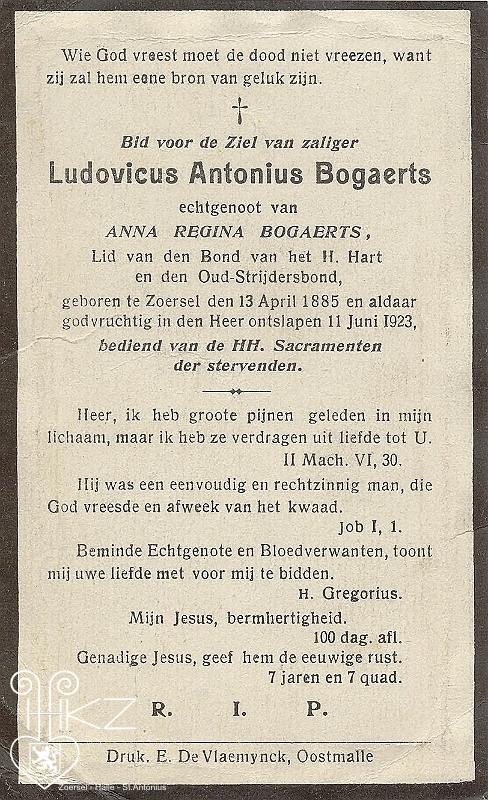 Wie God vreest moet de dood niet vreezen, want
zij zal hem eene bron van geluk zijn.
Bid voor de Ziel van zaliger
Ludovicus Antonius Bogaerts
echtgenoot van
ANNA REGINA BOGAERTS,
Lid van den Bond van het H. Hart
en den Oud-Strijdersbond,
geboren te Zoersel den 13 April 1885 en aldaar
godvruchtig in den Heer ontslapen 11 Juni 1923,
bediend van de HH. Sacramenten
der stervenden.
Heer, ik heb groote pijnen geleden in mijn
lichaam, maar ik heb ze verdragen uit liefde tot U.
II Mach. VI, 30.
Hij was een eenvoudig en rechtzinnig man, die
God vreesde en afweek van het kwaad.
job I, 1.
Beminde Echtgenote en Bloedverwanten, toont
mij uwe liefde met voor mij te bidden.
H. Gregorius.
Mijn Jesus, bermhertigheid.
100 dag. afl.
Genadige Jesus, geef hem de eeuwige rust.
7 jaren en 7 quad.
R. I. P.
HKZ
Druk. E. De Vlaemynck, Oostmalle
Zoersel - Halle - St.Antonius